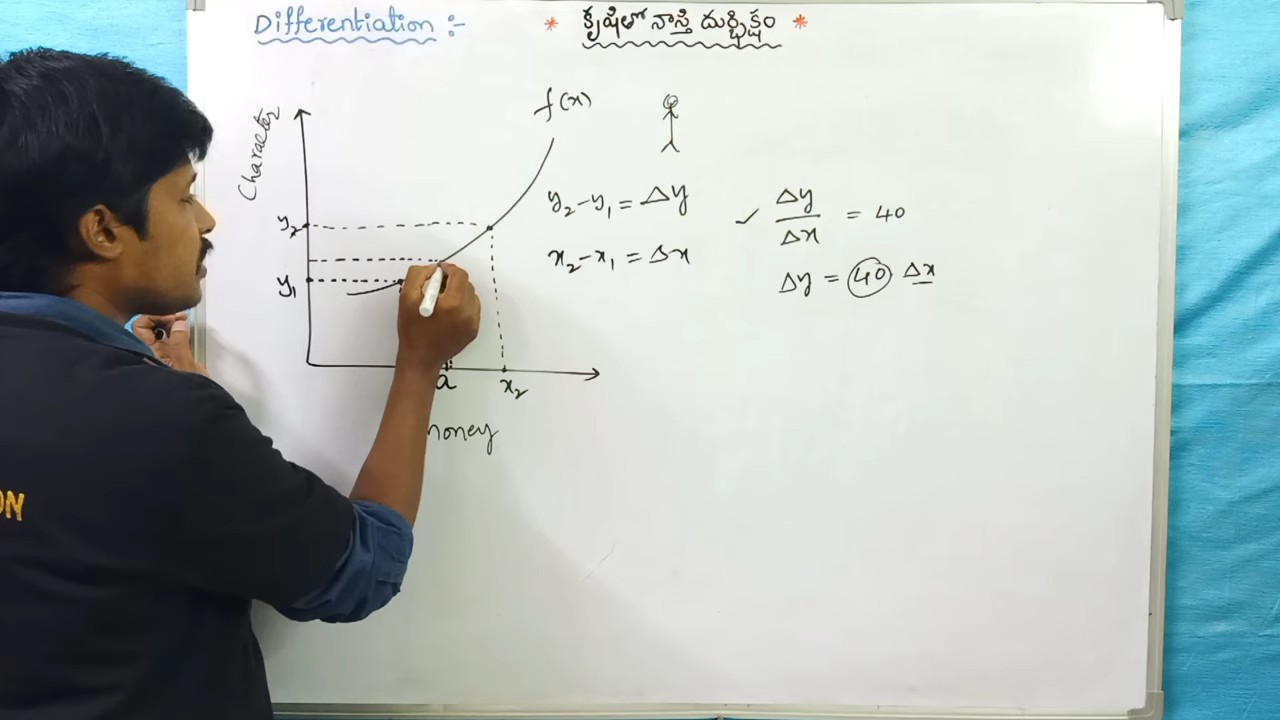 Differentiation :-
* కృషితో నాస్తి దుర్భిక్షం *
f(x)
Character
y₂
y₁
a
x₂
money
y₂-y₁ = Δy
x₂-x₁ = Δx
✓ Δy/Δx = 40
Δy = 40 Δx
ON